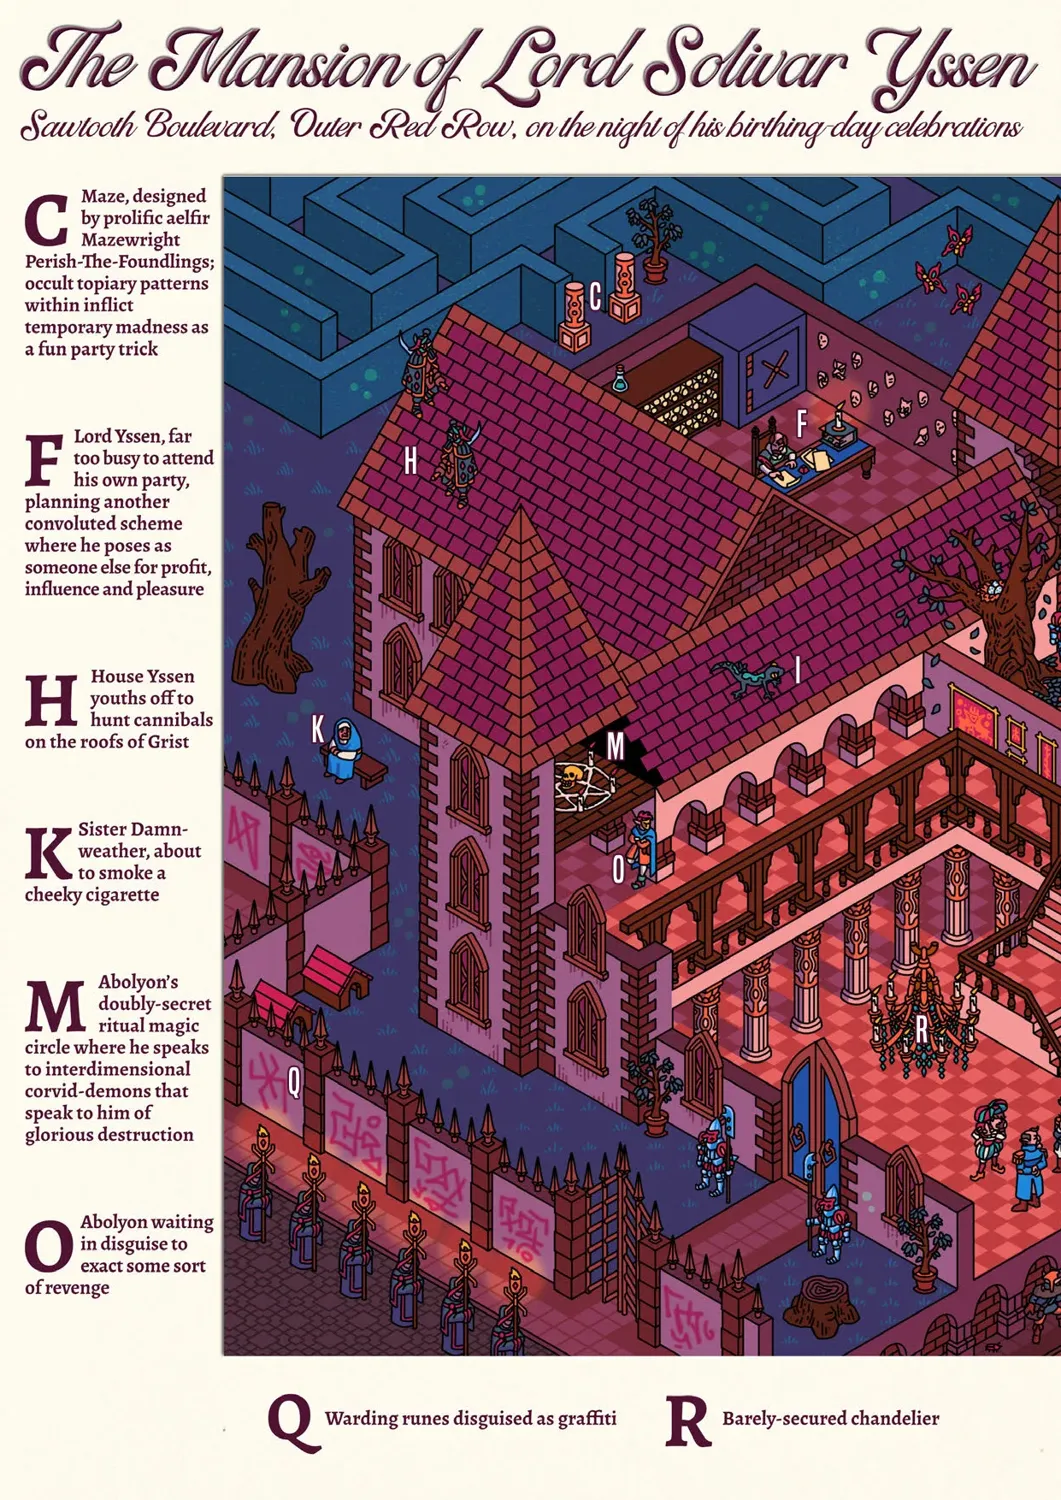 The Mansion of Lord Solivar Yssen
Sawtooth Boulevard, Outer Red Row, on the night of his birthing-day celebrations
C Maze, designed
by prolific aelfir
Mazewright
Perish-The-Foundlings;
occult topiary patterns
within inflict
temporary madness as
a fun party trick
F Lord Yssen, far
too busy to attend
his own party,
planning another
convoluted scheme
where he poses as
someone else for profit,
influence and pleasure
H House Yssen
youths off to
hunt cannibals
on the roofs of Grist
K Sister Damn-
weather, about
to smoke a
cheeky cigarette
M Abolyon's
doubly-secret
ritual magic
circle where he speaks
to interdimensional
corvid-demons that
speak to him of
glorious destruction
O Abolyon waiting
in disguise to
exact some sort
of revenge
C
F
H
I
K
M
O
R
Q
Q Warding runes disguised as graffiti
R Barely-secured chandelier